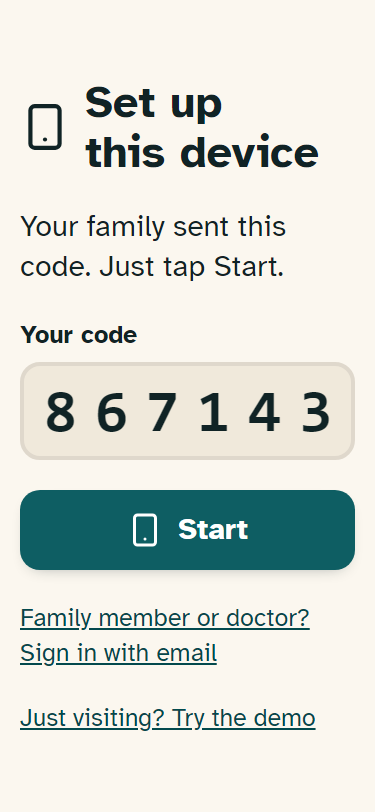 Set up
this device
Your family sent this
code. Just tap Start.
Your code
8 6 7 1 4 3
Start
Family member or doctor?
Sign in with email
Just visiting? Try the demo